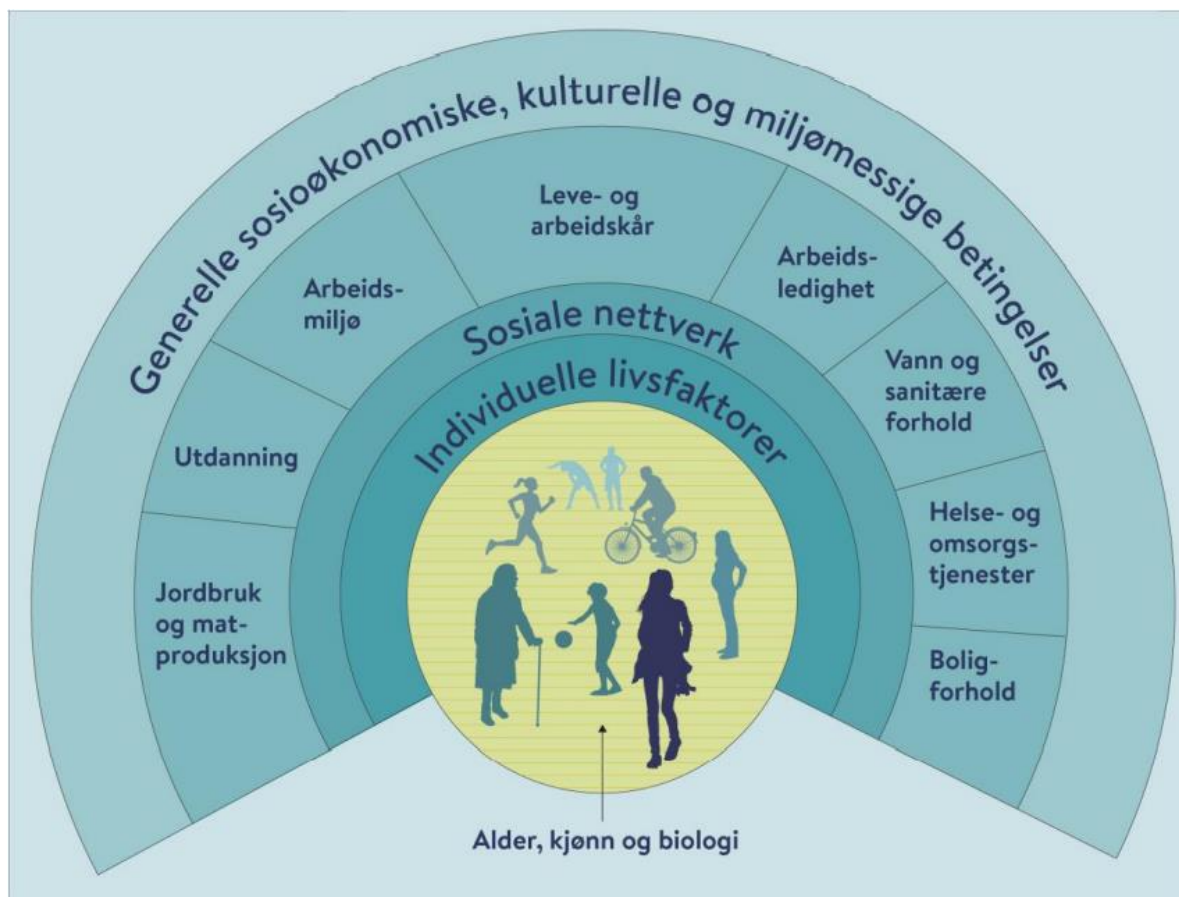 Generelle sosioøkonomiske, kulturelle og miljømessige betingelser
Leve- og
arbeidskår
Arbeids-
miljø
Arbeids-
ledighet
Utdanning
Vann og
sanitære
forhold
Jordbruk
og mat-
produksjon
Helse- og
omsorgs-
tjenester
Bolig-
forhold
Sosiale nettverk
Individuelle livsfaktorer
Alder, kjønn og biologi